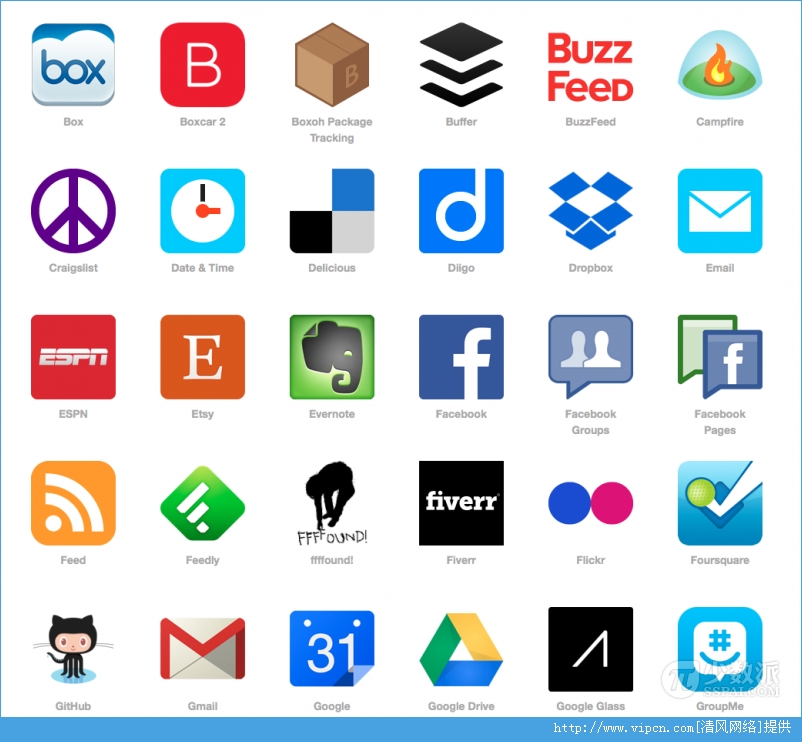 box
B
B
Buzz
FEED
Box
Boxcar 2
Boxoh Package
Tracking
Buffer
BuzzFeed
Campfire
d
Craigslist
Date & Time
Delicious
Diigo
Dropbox
Email
ESPN
E
f
f
ESPN
Etsy
Evernote
Facebook
Facebook
Groups
Facebook
Pages
FFFFOUND!
fiverr
Feed
Feedly
ffffound!
Fiverr
Flickr
Foursquare
31
#
GitHub
Gmail
Google
Google Drive
Google Glass
GroupMe
少数派
SSPAI.COM
http://www.vipcn.com[清风网络]提供